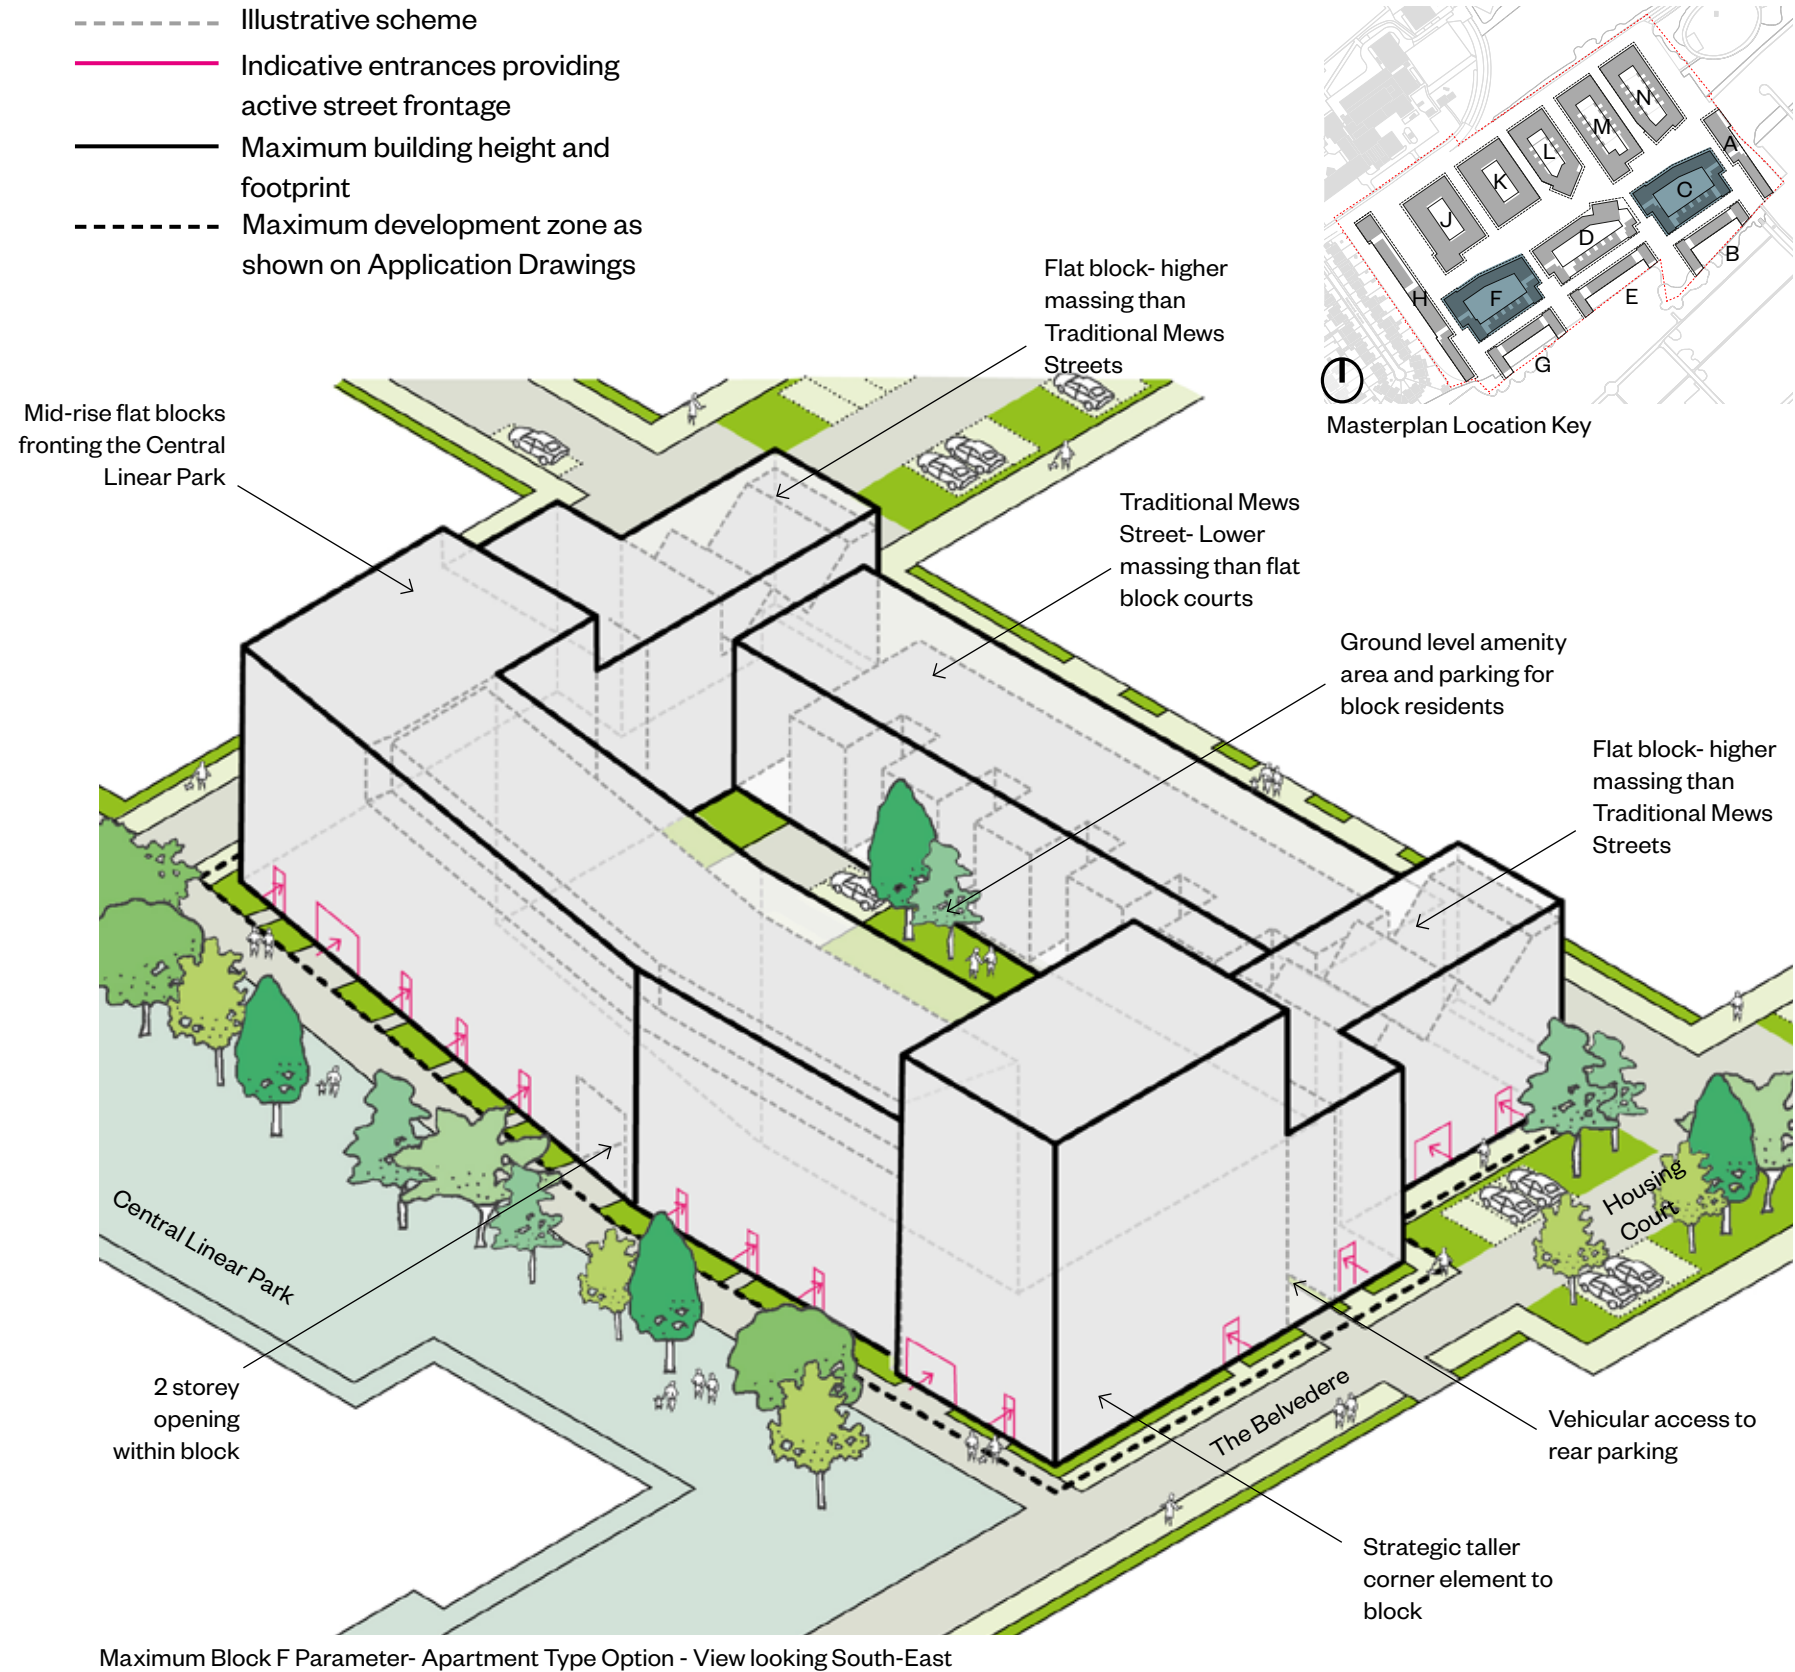 Illustrative scheme
Indicative entrances providing
active street frontage
Maximum building height and
footprint
Maximum development zone as
shown on Application Drawings
N
M
L
K
J
A
C
D
B
E
F
H
G
Masterplan Location Key
Flat block- higher
massing than
Traditional Mews
Streets
Mid-rise flat blocks
fronting the Central
Linear Park
Traditional Mews
Street- Lower
massing than flat
block courts
Ground level amenity
area and parking for
block residents
Flat block- higher
massing than
Traditional Mews
Streets
Housing
Court
Central Linear Park
The Belvedere
2 storey
opening
within block
Vehicular access to
rear parking
Strategic taller
corner element to
block
Maximum Block F Parameter- Apartment Type Option - View looking South-East